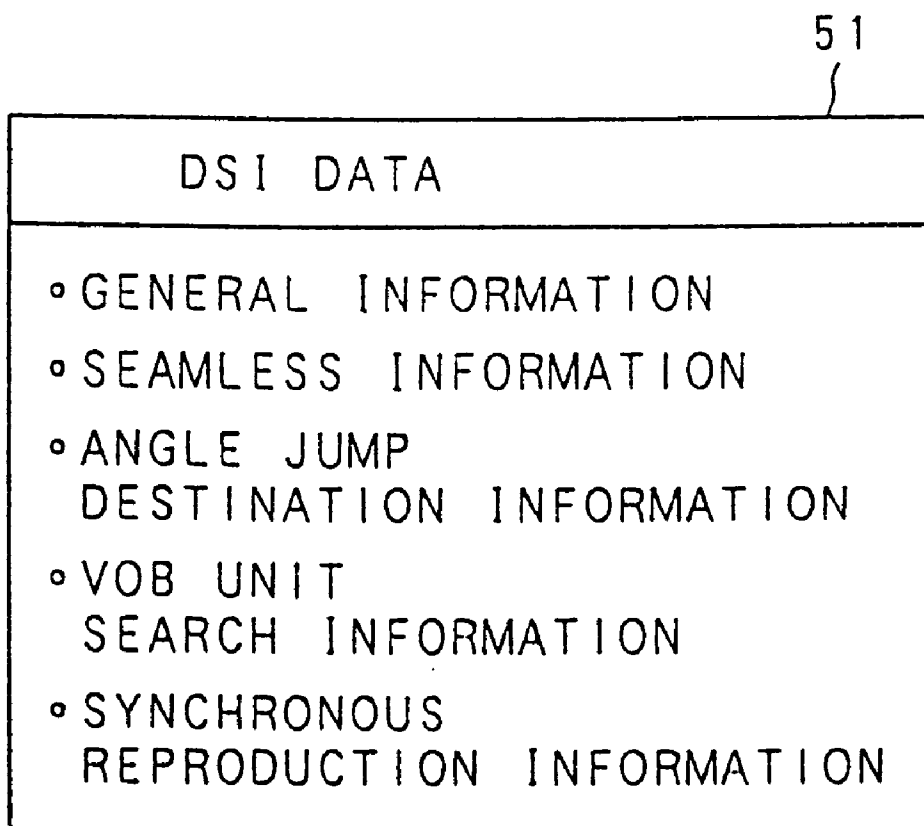 51
DSI DATA
∘GENERAL INFORMATION
∘SEAMLESS INFORMATION
∘ANGLE JUMP
DESTINATION INFORMATION
∘VOB UNIT
SEARCH INFORMATION
∘SYNCHRONOUS
REPRODUCTION INFORMATION